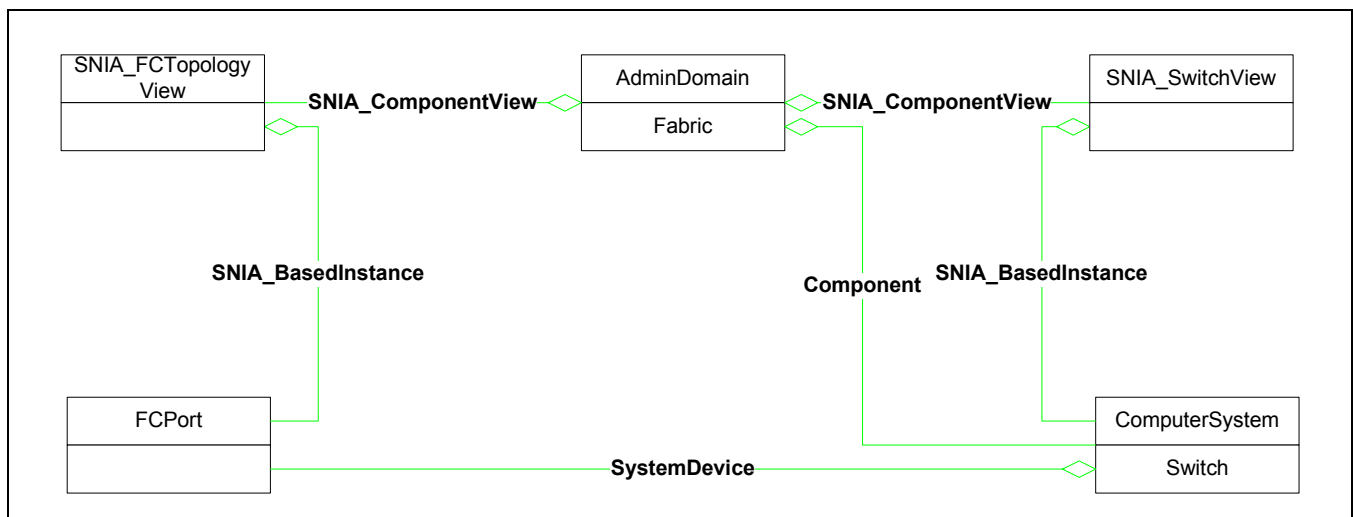 SNIA_FCTopology
View
SNIA_ComponentView
AdminDomain
Fabric
SNIA_ComponentView
SNIA_SwitchView
SNIA_BasedInstance
Component
SNIA_BasedInstance
FCPort
SystemDevice
ComputerSystem
Switch